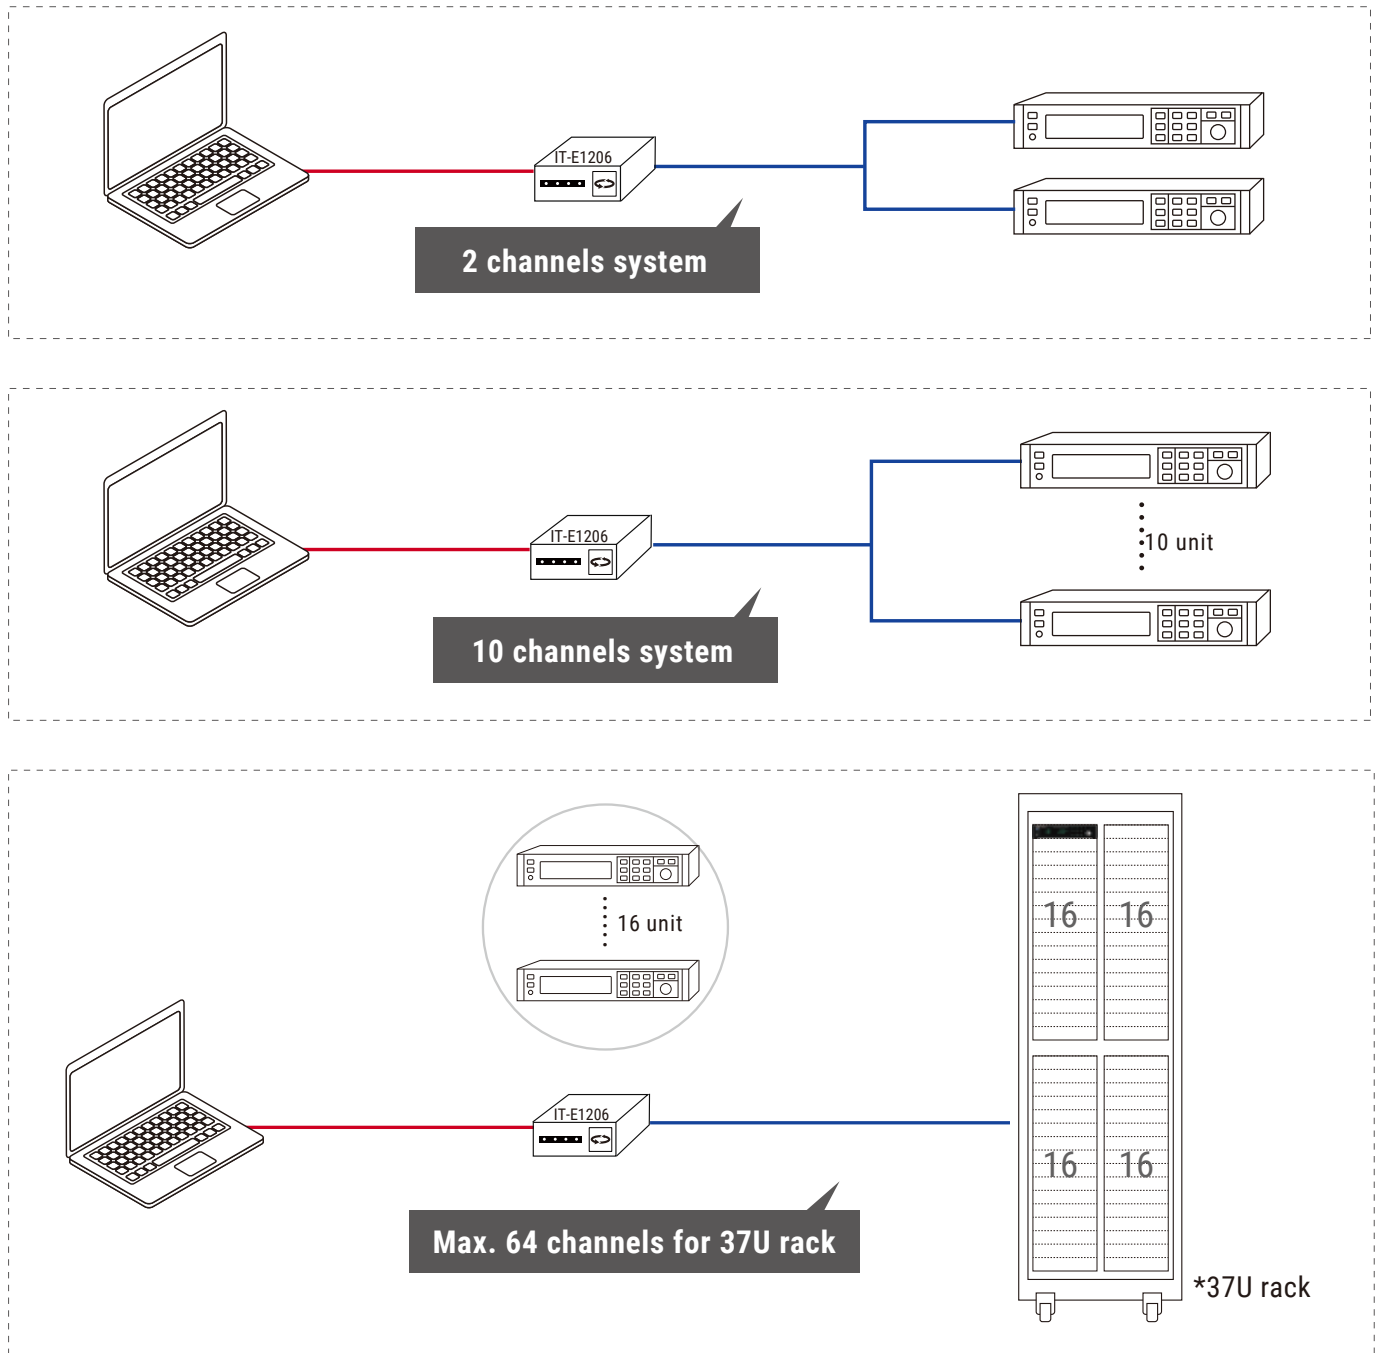 IT-E1206
2 channels system
IT-E1206
10 unit
10 channels system
16 unit
16 16
IT-E1206
16 16
Max. 64 channels for 37U rack
*37U rack